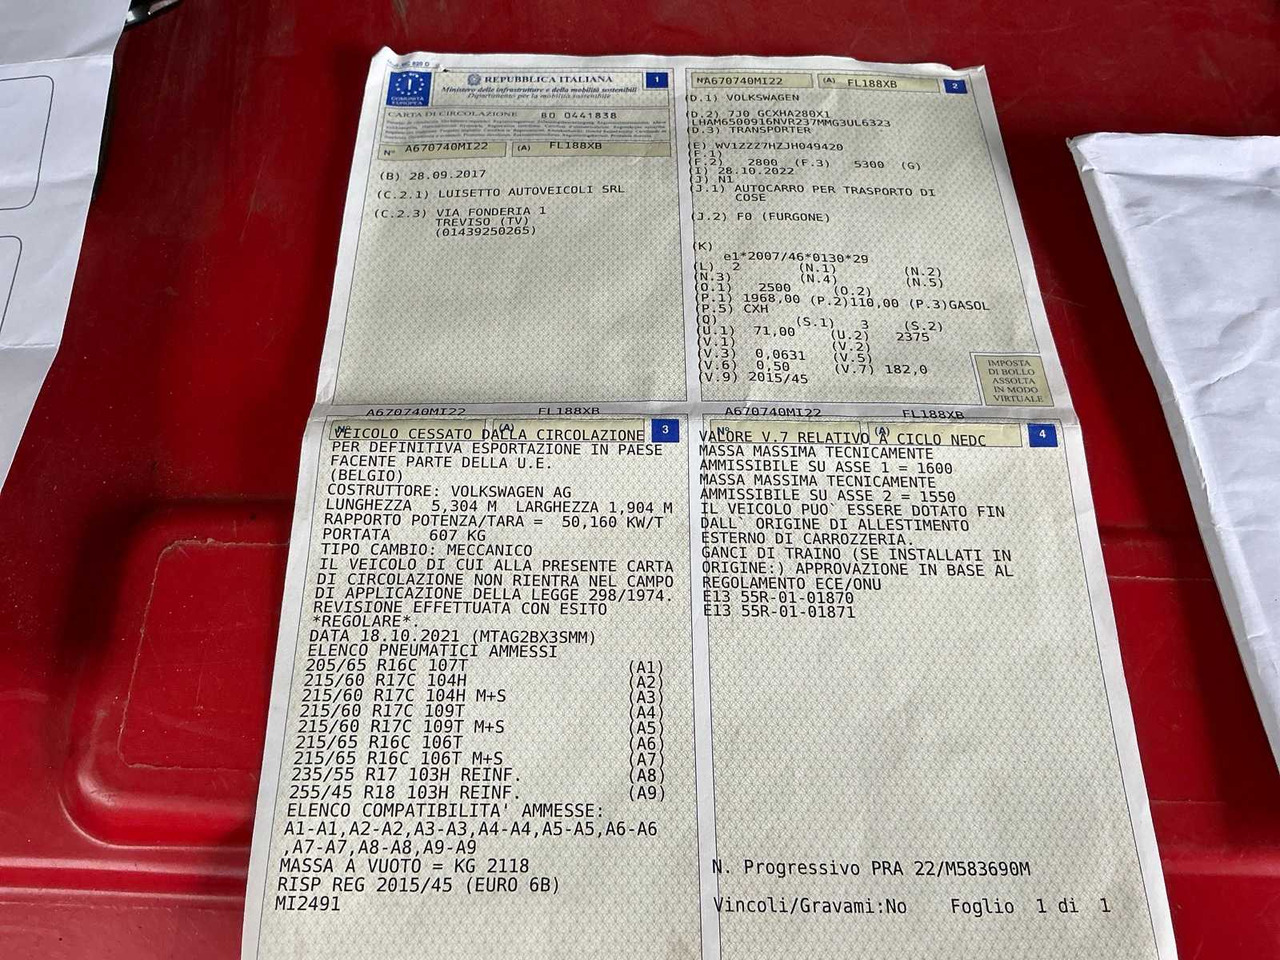 COMUNITÀ
EUROPEA
REPUBBLICA ITALIANA
1
Ministero delle infrastrutture e della mobilità sostenibili
Dipartimento per la mobilità sostenibile
CARTA DI CIRCOLAZIONE 80 0441838
N° A670740MI22 (A) FL188XB
(B) 28.09.2017
(C.2.1) LUISETTO AUTOVEICOLI SRL
(C.2.3) VIA FONDERIA 1
TREVISO (TV)
(01439250265)
N° A670740MI22 (A) FL188XB 2
(D.1) VOLKSWAGEN
(D.2) 7J0 GCXHA280X1
LHAM6500916NVR237MMG3UL6323
(D.3) TRANSPORTER
(E) WV1ZZZ7HZJH049420
(F.1)
(F.2) 2800 (F.3) 5300 (G)
(I) 28.10.2022
(J) N1
(J.1) AUTOCARRO PER TRASPORTO DI
COSE
(J.2) F0 (FURGONE)
(K)
e1*2007/46*0130*29
(L) 2 (N.1) (N.2)
(N.3) (N.4) (N.5)
(O.1) 2500 (O.2)
(P.1) 1968,00 (P.2)110,00 (P.3)GASOL
(P.5) CXH
(Q) (S.1) 3 (S.2)
(U.1) 71,00 (U.2) 2375
(V.1) (V.2)
(V.3) 0,0631 (V.5)
(V.6) 0,50 (V.7) 182,0
(V.9) 2015/45
IMPOSTA
DI BOLLO
ASSOLTA
IN MODO
VIRTUALE
A670740MI22 FL188XB
N° (A) 3
VEICOLO CESSATO DALLA CIRCOLAZIONE
PER DEFINITIVA ESPORTAZIONE IN PAESE
FACENTE PARTE DELLA U.E.
(BELGIO)
COSTRUTTORE: VOLKSWAGEN AG
LUNGHEZZA 5,304 M LARGHEZZA 1,904 M
RAPPORTO POTENZA/TARA = 50,160 KW/T
PORTATA 607 KG
TIPO CAMBIO: MECCANICO
IL VEICOLO DI CUI ALLA PRESENTE CARTA
DI CIRCOLAZIONE NON RIENTRA NEL CAMPO
DI APPLICAZIONE DELLA LEGGE 298/1974.
REVISIONE EFFETTUATA CON ESITO
*REGOLARE*.
DATA 18.10.2021 (MTAG2BX3SMM)
ELENCO PNEUMATICI AMMESSI
205/65 R16C 107T (A1)
215/60 R17C 104H (A2)
215/60 R17C 104H M+S (A3)
215/60 R17C 109T (A4)
215/60 R17C 109T M+S (A5)
215/65 R16C 106T (A6)
215/65 R16C 106T M+S (A7)
235/55 R17 103H REINF. (A8)
255/45 R18 103H REINF. (A9)
ELENCO COMPATIBILITA' AMMESSE:
A1-A1,A2-A2,A3-A3,A4-A4,A5-A5,A6-A6
,A7-A7,A8-A8,A9-A9
MASSA A VUOTO = KG 2118
RISP REG 2015/45 (EURO 6B)
MI2491
A670740MI22 FL188XB
N° (A) 4
VALORE V.7 RELATIVO A CICLO NEDC
MASSA MASSIMA TECNICAMENTE
AMMISSIBILE SU ASSE 1 = 1600
MASSA MASSIMA TECNICAMENTE
AMMISSIBILE SU ASSE 2 = 1550
IL VEICOLO PUO` ESSERE DOTATO FIN
DALL` ORIGINE DI ALLESTIMENTO
ESTERNO DI CARROZZERIA.
GANCI DI TRAINO (SE INSTALLATI IN
ORIGINE:) APPROVAZIONE IN BASE AL
REGOLAMENTO ECE/ONU
E13 55R-01-01870
E13 55R-01-01871
N. Progressivo PRA 22/M583690M
Vincoli/Gravami:No Foglio 1 di 1